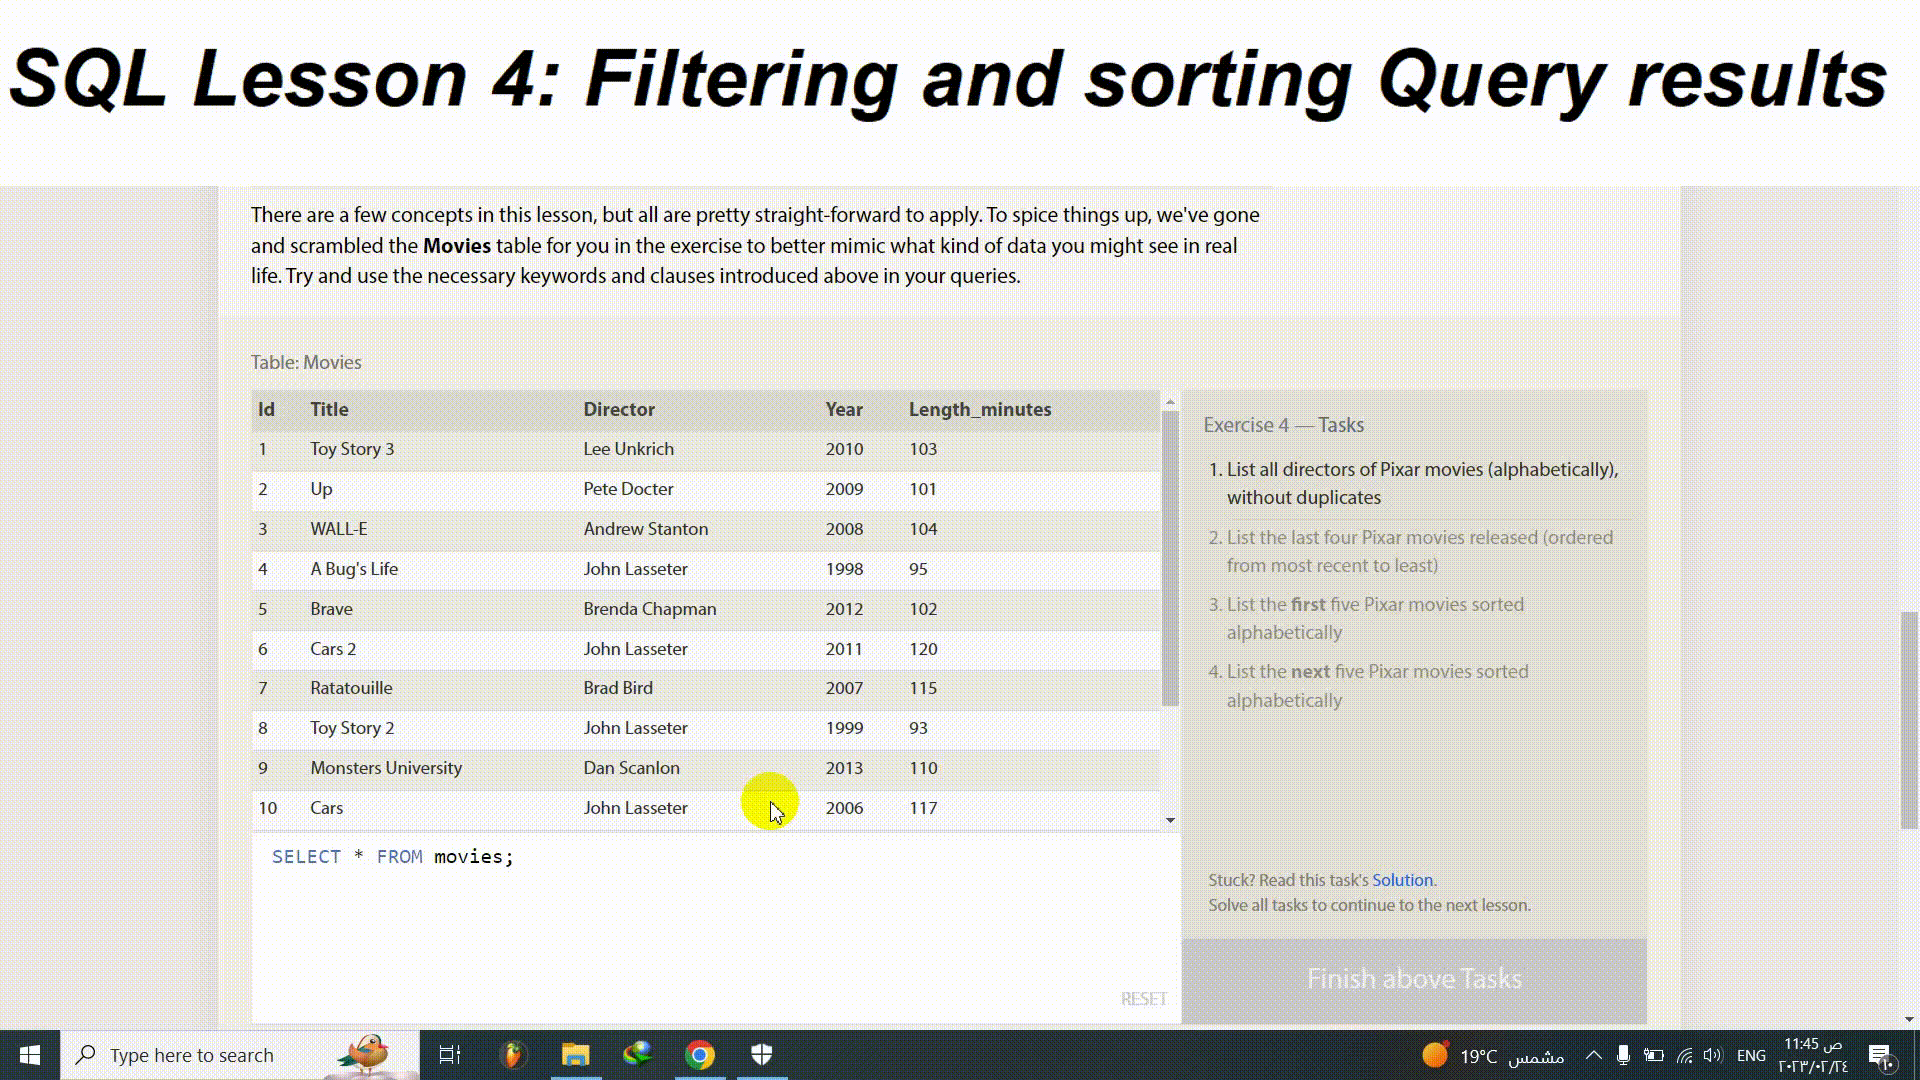 SQL Lesson 4: Filtering and sorting Query results
There are a few concepts in this lesson, but all are pretty straight-forward to apply. To spice things up, we've gone
and scrambled the Movies table for you in the exercise to better mimic what kind of data you might see in real
life. Try and use the necessary keywords and clauses introduced above in your queries.
Table: Movies
Id Title Director Year Length_minutes
1 Toy Story 3 Lee Unkrich 2010 103
2 Up Pete Docter 2009 101
3 WALL-E Andrew Stanton 2008 104
4 A Bug's Life John Lasseter 1998 95
5 Brave Brenda Chapman 2012 102
6 Cars 2 John Lasseter 2011 120
7 Ratatouille Brad Bird 2007 115
8 Toy Story 2 John Lasseter 1999 93
9 Monsters University Dan Scanlon 2013 110
10 Cars John Lasseter 2006 117
SELECT * FROM movies;
RESET
Exercise 4 — Tasks
1. List all directors of Pixar movies (alphabetically),
without duplicates
2. List the last four Pixar movies released (ordered
from most recent to least)
3. List the first five Pixar movies sorted
alphabetically
4. List the next five Pixar movies sorted
alphabetically
Stuck? Read this task's Solution.
Solve all tasks to continue to the next lesson.
Finish above Tasks
Type here to search
19°C مشمس
ENG
11:45 ص
٢٠٢٣/٠٢/٢٤
١٠